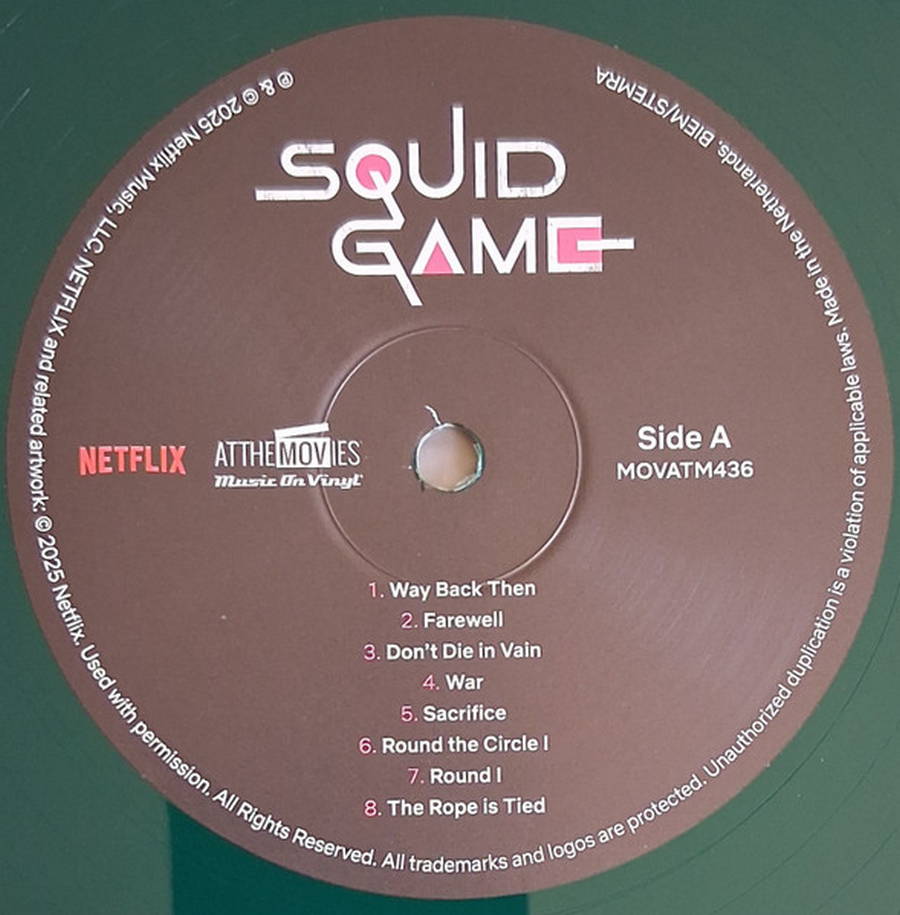 SQUID
GAME
NETFLIX
ATTHEMOVIES
Music On Vinyl
Side A
MOVATM436
1. Way Back Then
2. Farewell
3. Don't Die in Vain
4. War
5. Sacrifice
6. Round the Circle I
7. Round I
8. The Rope is Tied
℗ & © 2025 Netflix Music, LLC. NETFLIX and related artwork: © 2025 Netflix. Used with permission. All Rights Reserved. All trademarks and logos are protected. Unauthorized duplication is a violation of applicable laws. Made in the Netherlands. BIEM/STEMRA